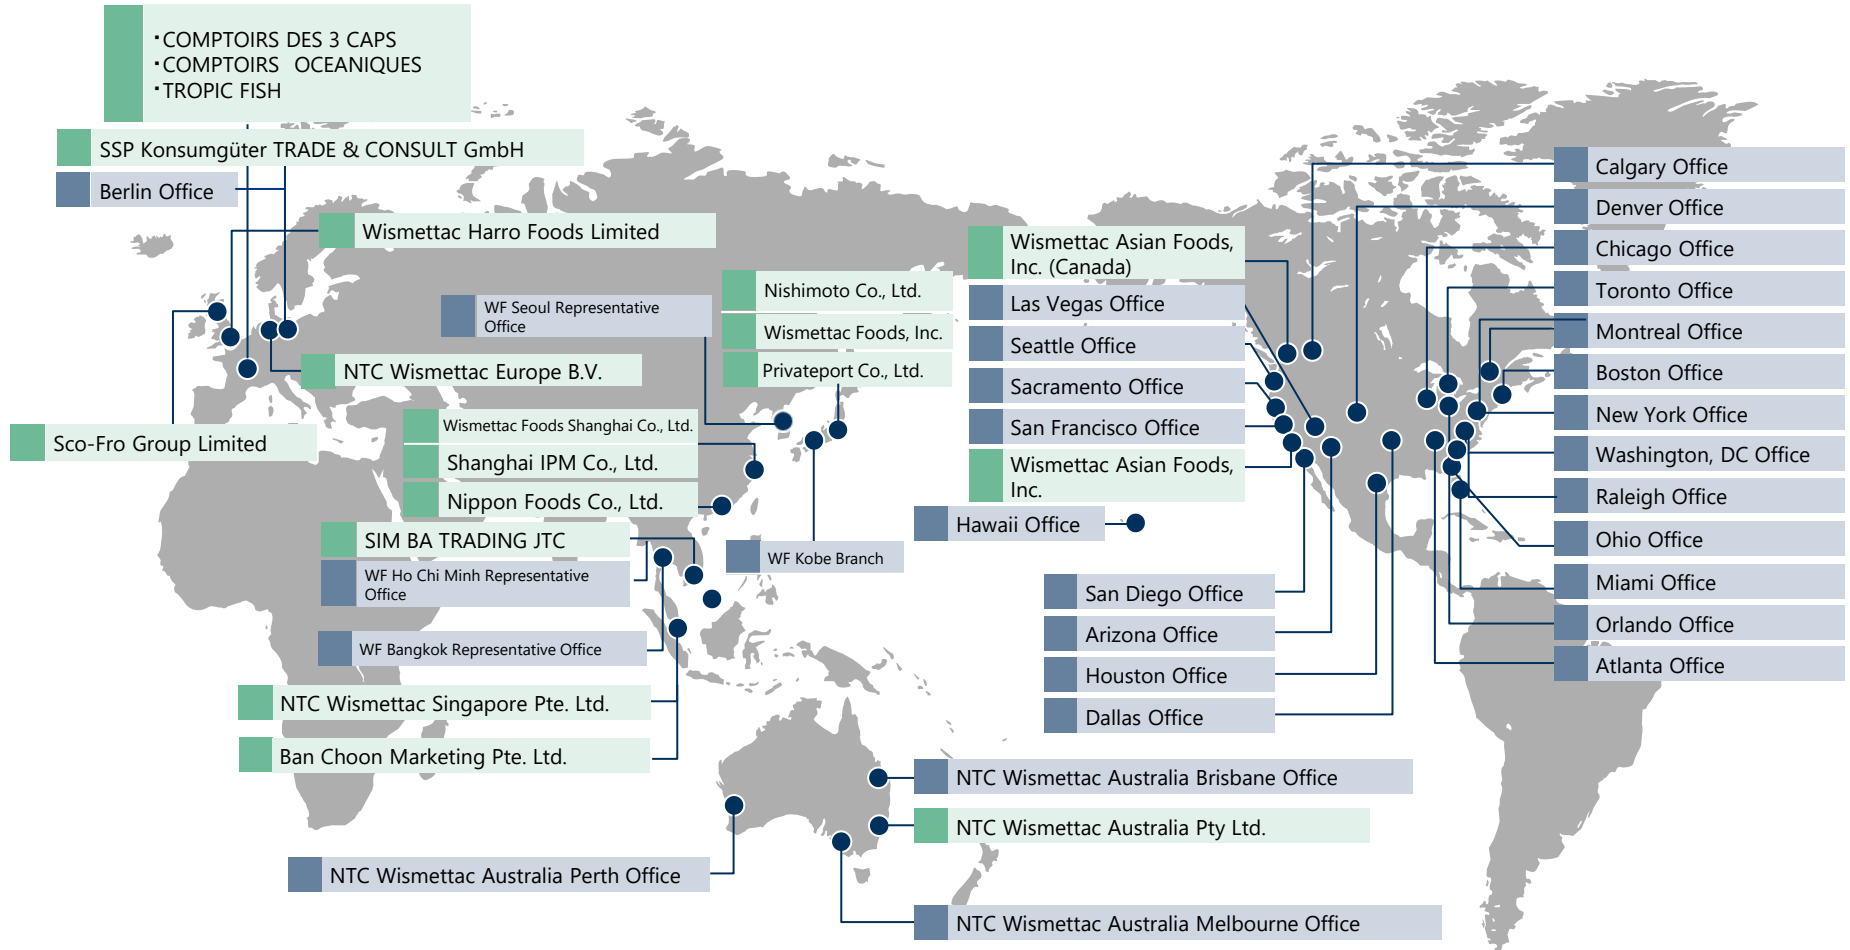 ・COMPTOIRS DES 3 CAPS
・COMPTOIRS OCEANIQUES
・TROPIC FISH
SSP Konsumgüter TRADE & CONSULT GmbH
Berlin Office
Wismettac Harro Foods Limited
WF Seoul Representative
Office
Nishimoto Co., Ltd.
Wismettac Foods, Inc.
Privateport Co., Ltd.
NTC Wismettac Europe B.V.
Sco-Fro Group Limited
Wismettac Foods Shanghai Co., Ltd.
Shanghai IPM Co., Ltd.
Nippon Foods Co., Ltd.
SIM BA TRADING JTC
WF Ho Chi Minh Representative
Office
WF Kobe Branch
WF Bangkok Representative Office
NTC Wismettac Singapore Pte. Ltd.
Ban Choon Marketing Pte. Ltd.
NTC Wismettac Australia Perth Office
Wismettac Asian Foods,
Inc. (Canada)
Las Vegas Office
Seattle Office
Sacramento Office
San Francisco Office
Wismettac Asian Foods,
Inc.
Hawaii Office
San Diego Office
Arizona Office
Houston Office
Dallas Office
NTC Wismettac Australia Brisbane Office
NTC Wismettac Australia Pty Ltd.
NTC Wismettac Australia Melbourne Office
Calgary Office
Denver Office
Chicago Office
Toronto Office
Montreal Office
Boston Office
New York Office
Washington, DC Office
Raleigh Office
Ohio Office
Miami Office
Orlando Office
Atlanta Office